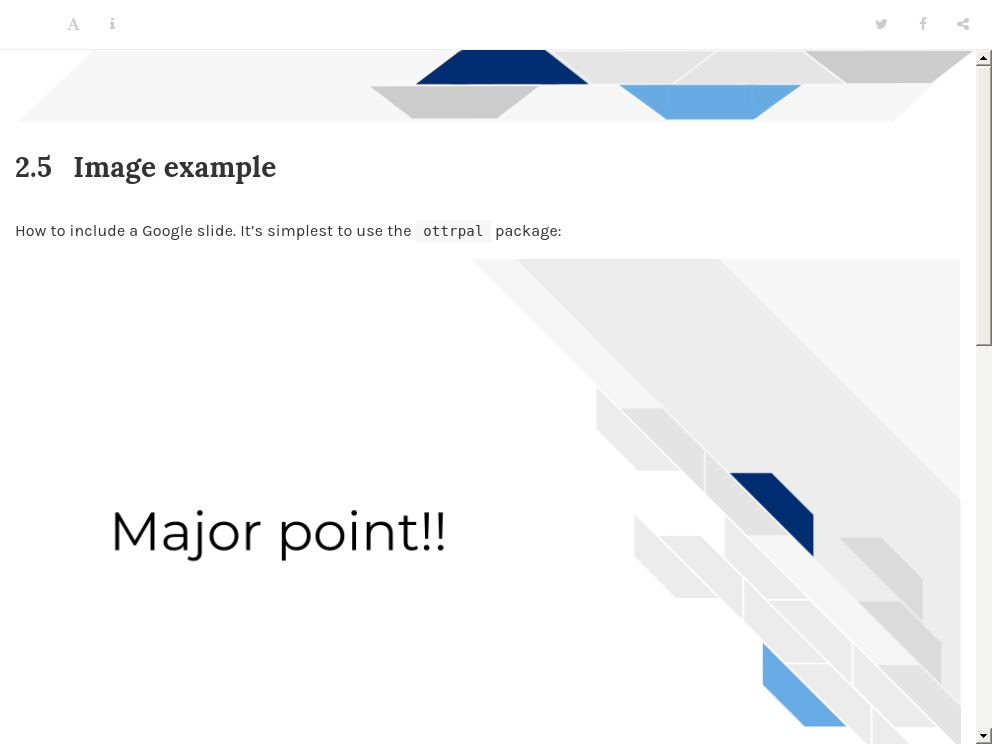 2.5 Image example
How to include a Google slide. It’s simplest to use the ottrpal package:
Major point!!